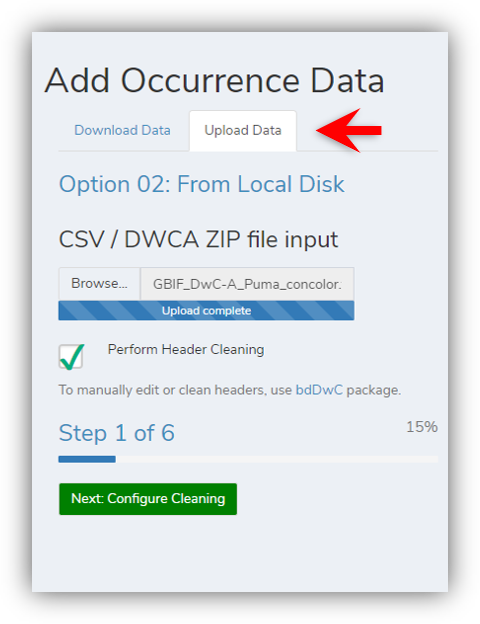 Add Occurrence Data
Download Data Upload Data
Option 02: From Local Disk
CSV / DWCA ZIP file input
Browse... GBIF_DwC-A_Puma_concolor.
Upload complete
Perform Header Cleaning
To manually edit or clean headers, use bdDwC package.
Step 1 of 6 15%
Next: Configure Cleaning